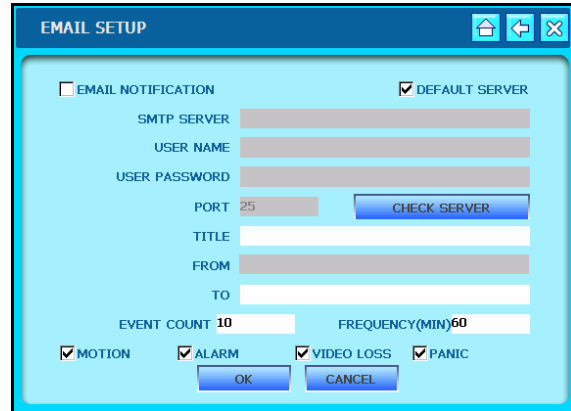 EMAIL SETUP
EMAIL NOTIFICATION DEFAULT SERVER
SMTP SERVER
USER NAME
USER PASSWORD
PORT 25 CHECK SERVER
TITLE
FROM
TO
EVENT COUNT 10 FREQUENCY(MIN) 60
MOTION ALARM VIDEO LOSS PANIC
OK CANCEL